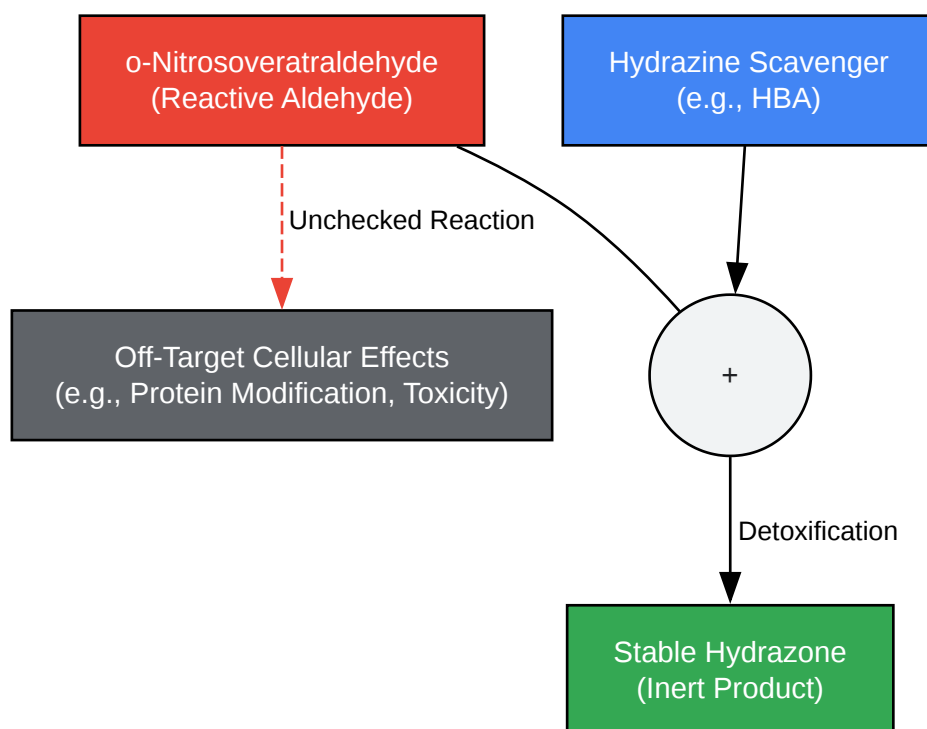 o-Nitrosoveratraldehyde
(Reactive Aldehyde)
Hydrazine Scavenger
(e.g., HBA)
Unchecked Reaction
Off-Target Cellular Effects
(e.g., Protein Modification, Toxicity)
+
Detoxification
Stable Hydrazone
(Inert Product)